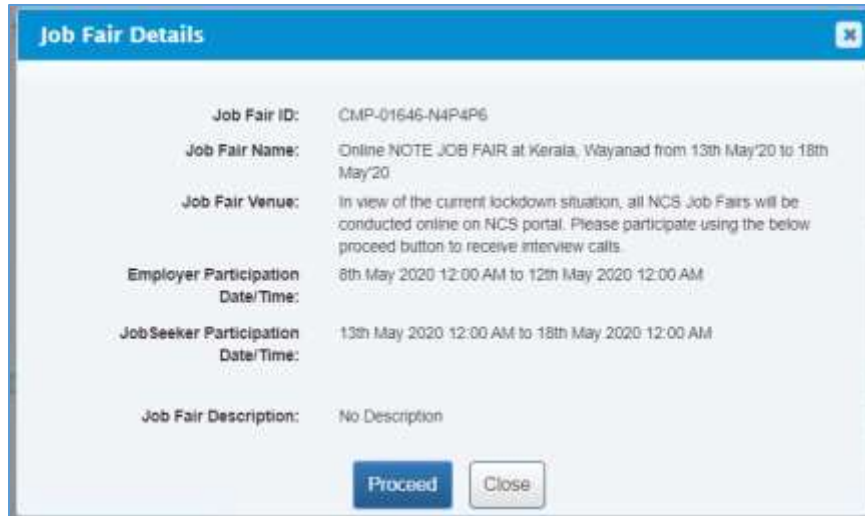 Job Fair Details
Job Fair ID: CMP-01646-N4P4P6
Job Fair Name: Online NOTE JOB FAIR at Kerala, Wayanad from 13th May'20 to 18th
May'20
Job Fair Venue: In view of the current lockdown situation, all NCS Job Fairs will be
conducted online on NCS portal. Please participate using the below
proceed button to receive interview calls.
Employer Participation 8th May 2020 12:00 AM to 12th May 2020 12:00 AM
Date/Time:
JobSeeker Participation 13th May 2020 12:00 AM to 18th May 2020 12:00 AM
Date/Time:
Job Fair Description: No Description
Proceed Close